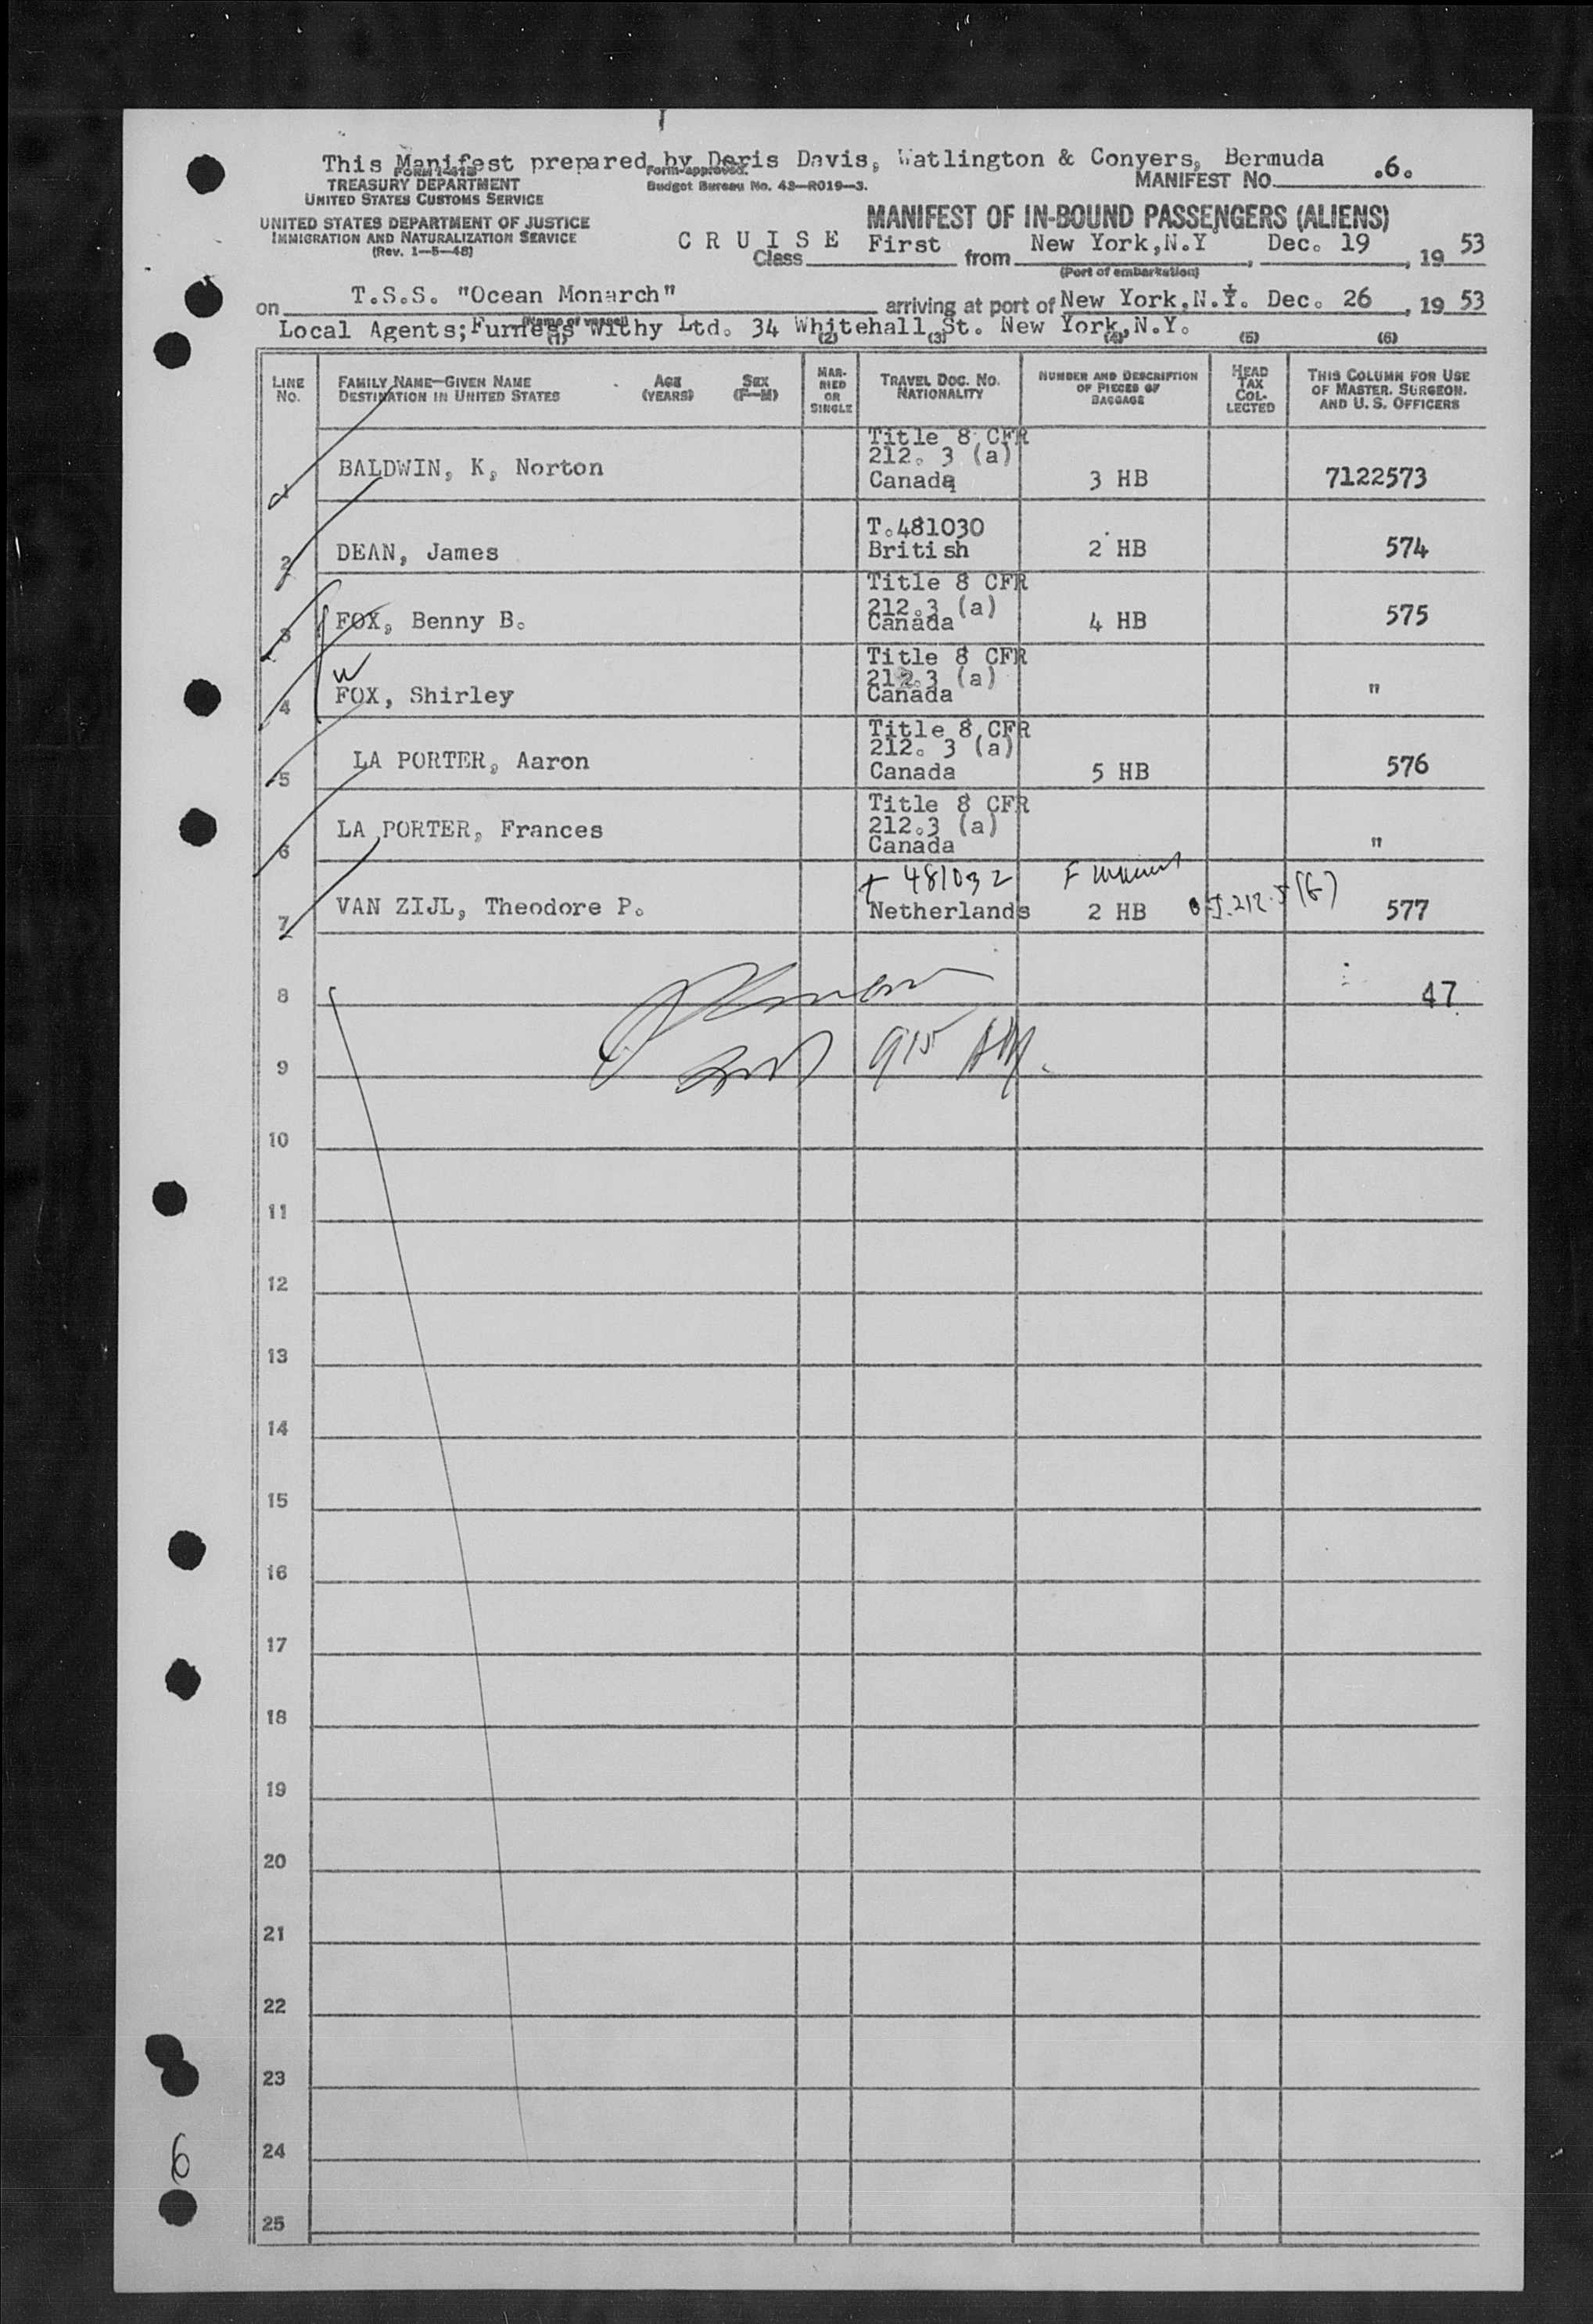 This Manifest prepared by Doris Davis, Watlington & Conyers, Bermuda
FORM I-418
TREASURY DEPARTMENT
UNITED STATES CUSTOMS SERVICE
Form approved.
Budget Bureau No. 43—R019—3.
MANIFEST NO. .6.
UNITED STATES DEPARTMENT OF JUSTICE
IMMIGRATION AND NATURALIZATION SERVICE
(Rev. 1—5—48)
MANIFEST OF IN-BOUND PASSENGERS (ALIENS)
CRUISE
Class First from New York, N.Y, Dec. 19, 1953
(Port of embarkation)
on T.S.S. "Ocean Monarch" arriving at port of New York, N.Y. Dec. 26, 1953
(Name of vessel)
Local Agents; Furness Withy Ltd. 34 Whitehall St. New York, N.Y.
(1) (2) (3) (4) (5) (6)
LINE NO. FAMILY NAME—GIVEN NAME DESTINATION IN UNITED STATES AGE (YEARS) SEX (F—M) MARRIED OR SINGLE TRAVEL DOC. NO. NATIONALITY NUMBER AND DESCRIPTION OF PIECES OF BAGGAGE HEAD TAX COLLECTED THIS COLUMN FOR USE OF MASTER, SURGEON, AND U. S. OFFICERS
Title 8 CFR
212. 3 (a)
1 BALDWIN, K, Norton Canada 3 HB 7122573
T.481030
2 DEAN, James British 2 HB 574
Title 8 CFR
212.3 (a)
3 FOX, Benny B. Canada 4 HB 575
Title 8 CFR
212.3 (a)
4 FOX, Shirley Canada "
Title 8 CFR
212. 3 (a)
5 LA PORTER, Aaron Canada 5 HB 576
Title 8 CFR
212.3 (a)
6 LA PORTER, Frances Canada "
481032
7 VAN ZIJL, Theodore P. Netherlands 2 HB 577
8 47
9 915 AM.
10
11
12
13
14
15
16
17
18
19
20
21
22
23
24
25
6